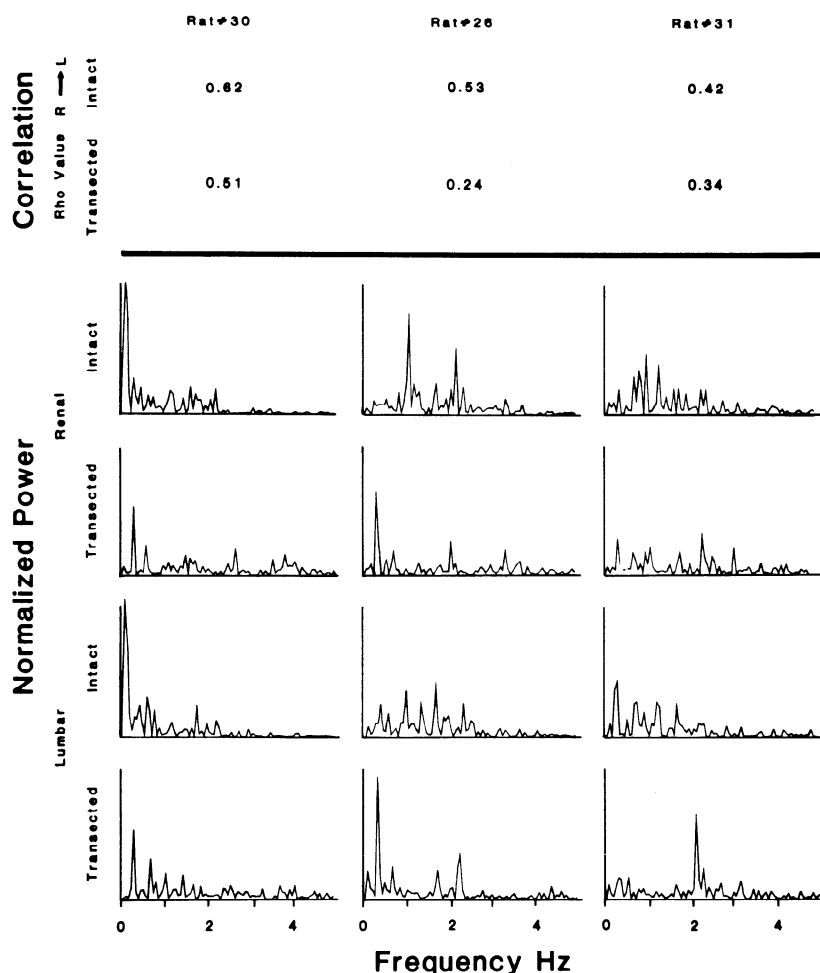 Rat#30 Rat#26 Rat#31
Correlation
Rho Value R → L
Intact 0.62 0.53 0.42
Transected 0.51 0.24 0.34
Normalized Power
Renal
Intact
Transected
Lumbar
Intact
Transected
0 2 4 0 2 4 0 2 4
Frequency Hz